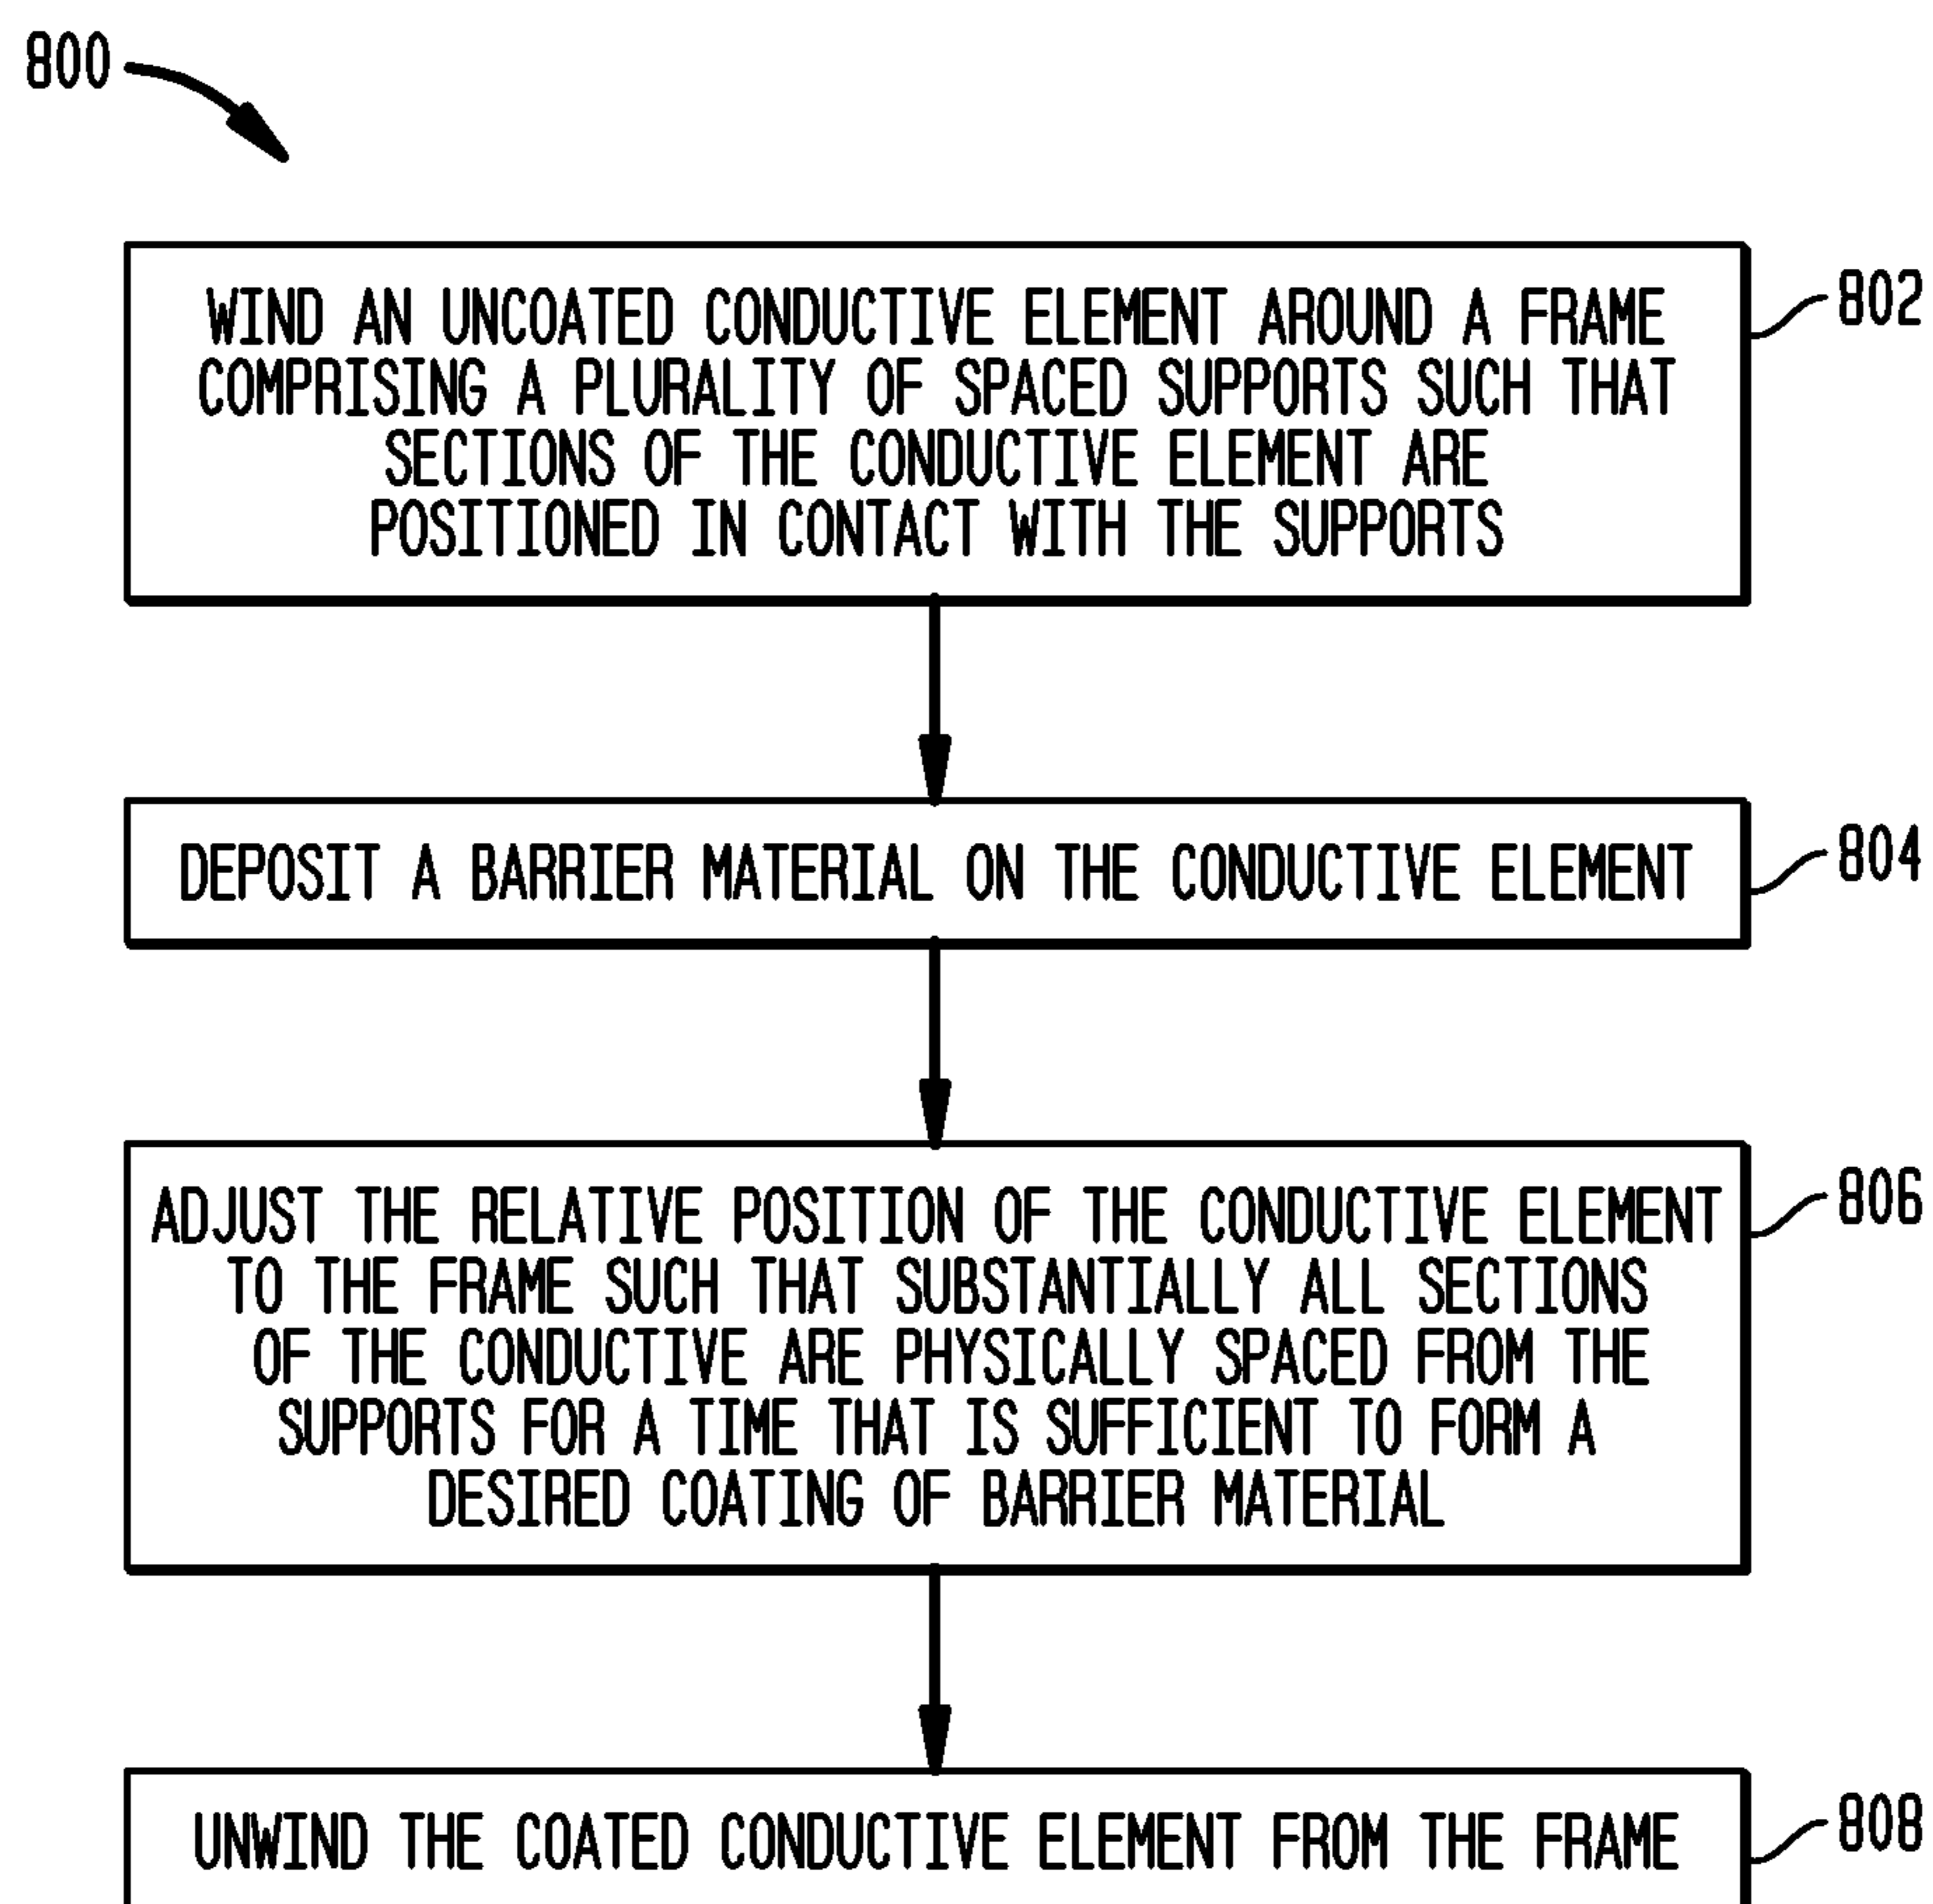 800
WIND AN UNCOATED CONDUCTIVE ELEMENT AROUND A FRAME
COMPRISING A PLURALITY OF SPACED SUPPORTS SUCH THAT
SECTIONS OF THE CONDUCTIVE ELEMENT ARE
POSITIONED IN CONTACT WITH THE SUPPORTS
802
DEPOSIT A BARRIER MATERIAL ON THE CONDUCTIVE ELEMENT
804
ADJUST THE RELATIVE POSITION OF THE CONDUCTIVE ELEMENT
TO THE FRAME SUCH THAT SUBSTANTIALLY ALL SECTIONS
OF THE CONDUCTIVE ARE PHYSICALLY SPACED FROM THE
SUPPORTS FOR A TIME THAT IS SUFFICIENT TO FORM A
DESIRED COATING OF BARRIER MATERIAL
806
UNWIND THE COATED CONDUCTIVE ELEMENT FROM THE FRAME
808